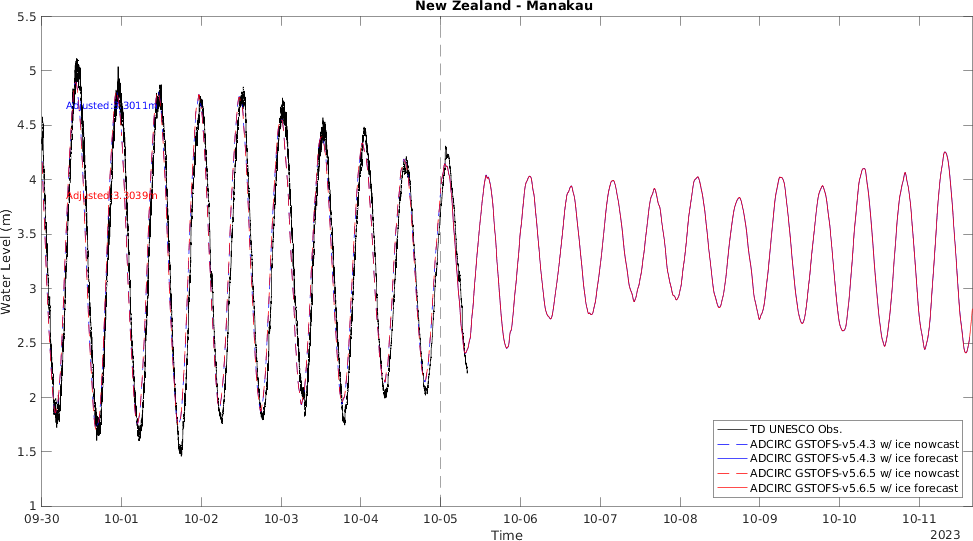 New Zealand - Manakau
5.5
5
4.5
4
3.5
3
2.5
2
1.5
1
Water Level (m)
Adjusted:3.3011m
Adjusted:3.3039m
TD UNESCO Obs.
ADCIRC GSTOFS-v5.4.3 w/ ice nowcast
ADCIRC GSTOFS-v5.4.3 w/ ice forecast
ADCIRC GSTOFS-v5.6.5 w/ ice nowcast
ADCIRC GSTOFS-v5.6.5 w/ ice forecast
09-30 10-01 10-02 10-03 10-04 10-05 10-06 10-07 10-08 10-09 10-10 10-11
Time
2023